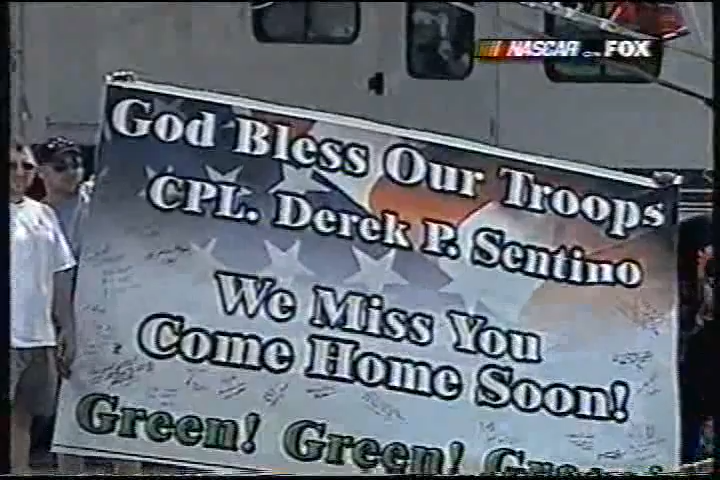 NASCAR ON FOX
God Bless Our Troops
CPL. Derek P. Sentino
We Miss You
Come Home Soon!
Green! Green!